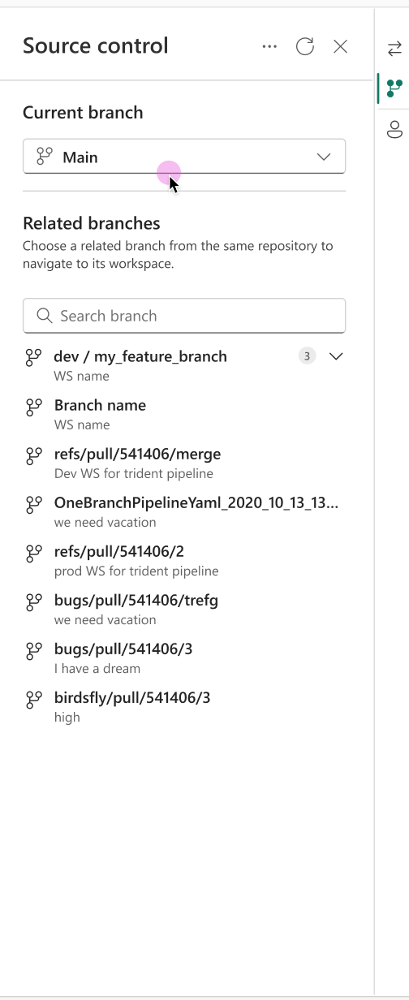 Source control
Current branch
Main
Related branches
Choose a related branch from the same repository to
navigate to its workspace.
Search branch
dev / my_feature_branch 3
WS name
Branch name
WS name
refs/pull/541406/merge
Dev WS for trident pipeline
OneBranchPipelineYaml_2020_10_13_13...
we need vacation
refs/pull/541406/2
prod WS for trident pipeline
bugs/pull/541406/trefg
we need vacation
bugs/pull/541406/3
I have a dream
birdsfly/pull/541406/3
high